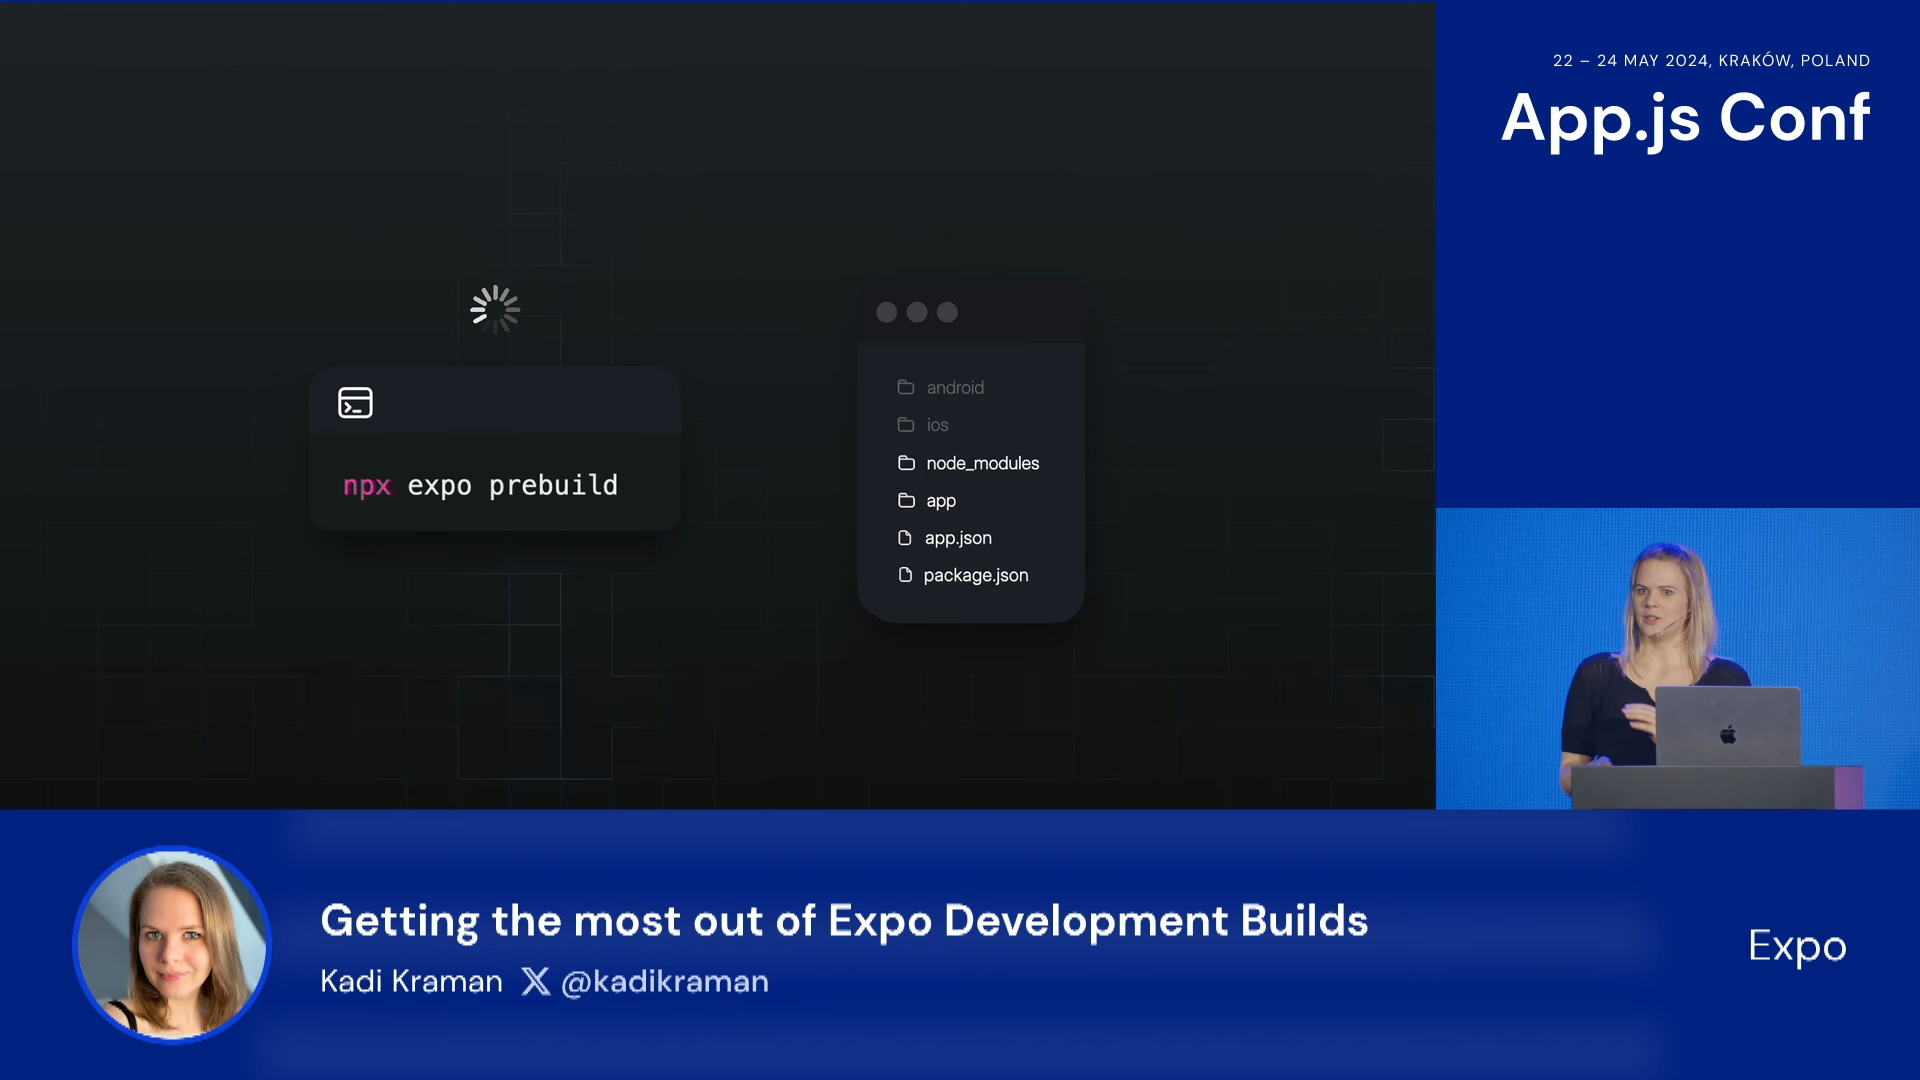 22 – 24 MAY 2024, KRAKÓW, POLAND
App.js Conf
npx expo prebuild
android
ios
node_modules
app
app.json
package.json
Getting the most out of Expo Development Builds
Kadi Kraman X @kadikraman
Expo